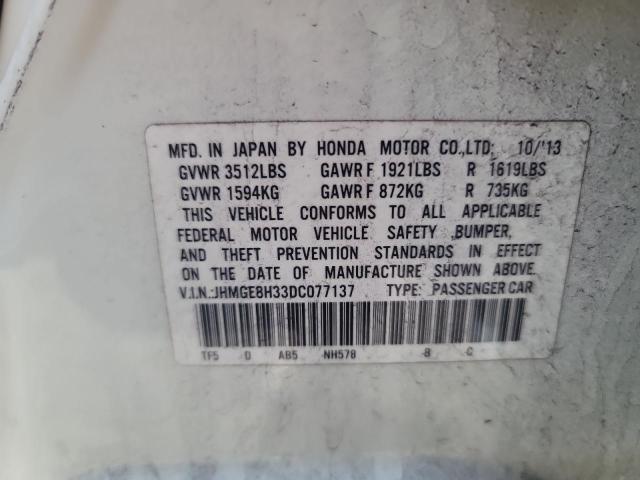 MFD. IN JAPAN BY HONDA MOTOR CO.,LTD; 10/'13
GVWR 3512LBS GAWR F 1921LBS R 1619LBS
GVWR 1594KG GAWR F 872KG R 735KG
THIS VEHICLE CONFORMS TO ALL APPLICABLE
FEDERAL MOTOR VEHICLE SAFETY ,BUMPER,
AND THEFT PREVENTION STANDARDS IN EFFECT
ON THE DATE OF MANUFACTURE SHOWN ABOVE.
V.I.N.:JHMGE8H33DC077137 TYPE: PASSENGER CAR
TF5 D AB5 NH578 B C